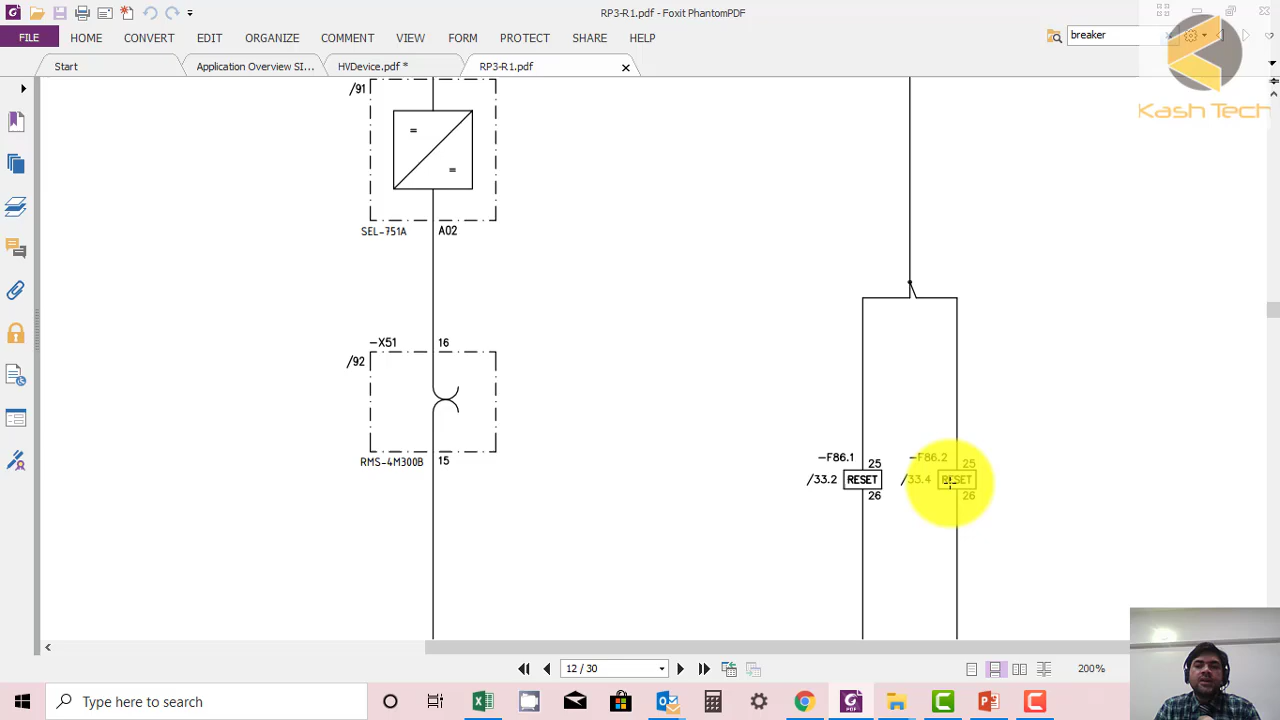 RP3-R1.pdf - Foxit PhantomPDF
FILE HOME CONVERT EDIT ORGANIZE COMMENT VIEW FORM PROTECT SHARE HELP
breaker
Kash Tech
Start Application Overview SI... HVDevice.pdf * RP3-R1.pdf
/91
=
=
SEL-751A A02
-X51 16
/92
RMS-4M300B 15
-F86.1 25 -F86.2 25
/33.2 RESET /33.4 RESET
26 26
12 / 30
200%
Type here to search